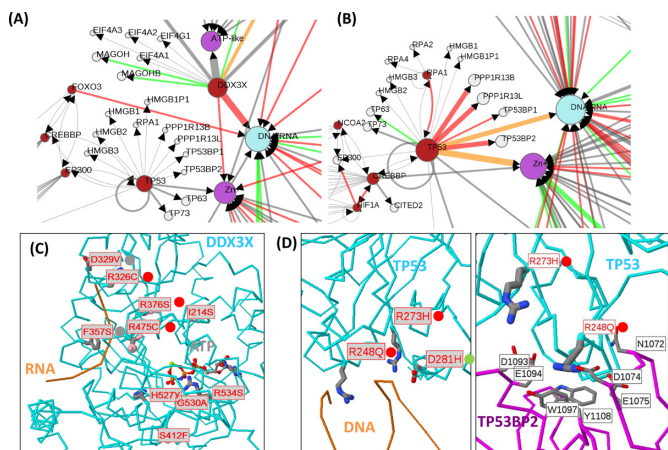 (A)
EIF4A3
EIF4A2
EIF4G1
ATP-like
MAGOH
EIF4A1
MAGOHB
DDX3X
FOXO3
HMGB1P1
HMGB1
RPA1
PPP1R13B
DNA/RNA
CREBBP
HMGB2
PPP1R13L
HMGB3
TP53BP1
EP300
TP53BP2
TP53
Zn
TP63
TP73
(B)
RPA2
HMGB1
RPA4
HMGB1P1
RPA1
HMGB3
HMGB2
PPP1R13B
TP63
PPP1R13L
DNA/RNA
NCOA2
TP73
TP53BP1
TP53
TP53BP2
EP300
Zn
CREBBP
HIF1A
CITED2
(C)
DDX3X
D329V
R326C
R376S
I214S
R475C
F357S
ATP
RNA
H527Y
R534S
G530A
S412F
(D)
TP53
R273H
R248Q
D281H
DNA
R273H
TP53
R248Q
N1072
D1093
E1094
D1074
E1075
W1097
Y1108
TP53BP2